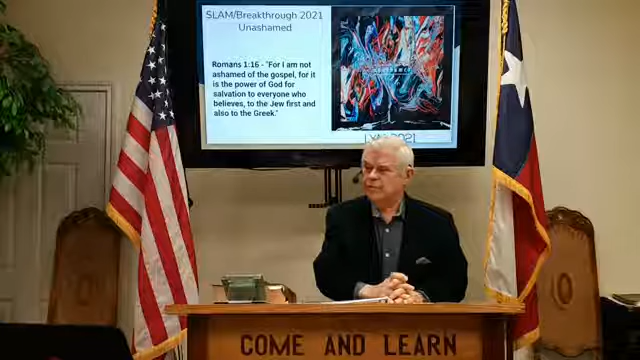 SLAM/Breakthrough 2021
Unashamed
Romans 1:16 - "For I am not
ashamed of the gospel, for it
is the power of God for
salvation to everyone who
believes, to the Jew first and
also to the Greek."
LYM 2021
COME AND LEARN